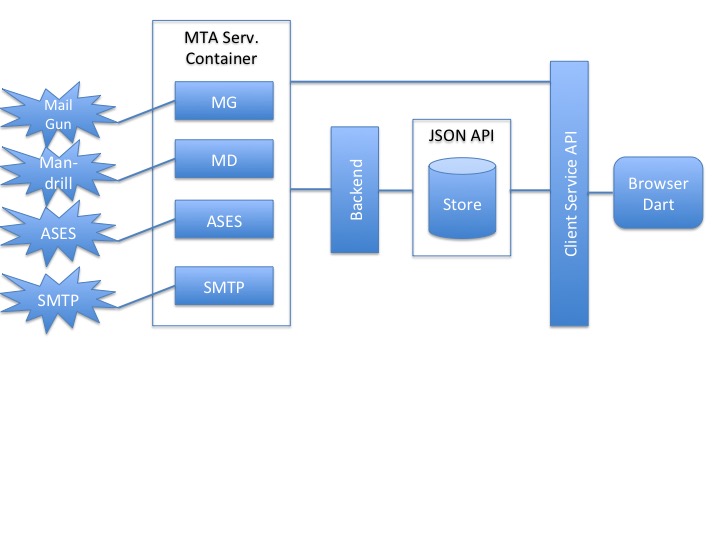 MTA Serv.
Container
Mail
Gun
MG
Man-
drill
MD
ASES
ASES
SMTP
SMTP
Backend
JSON API
Store
Client Service API
Browser
Dart